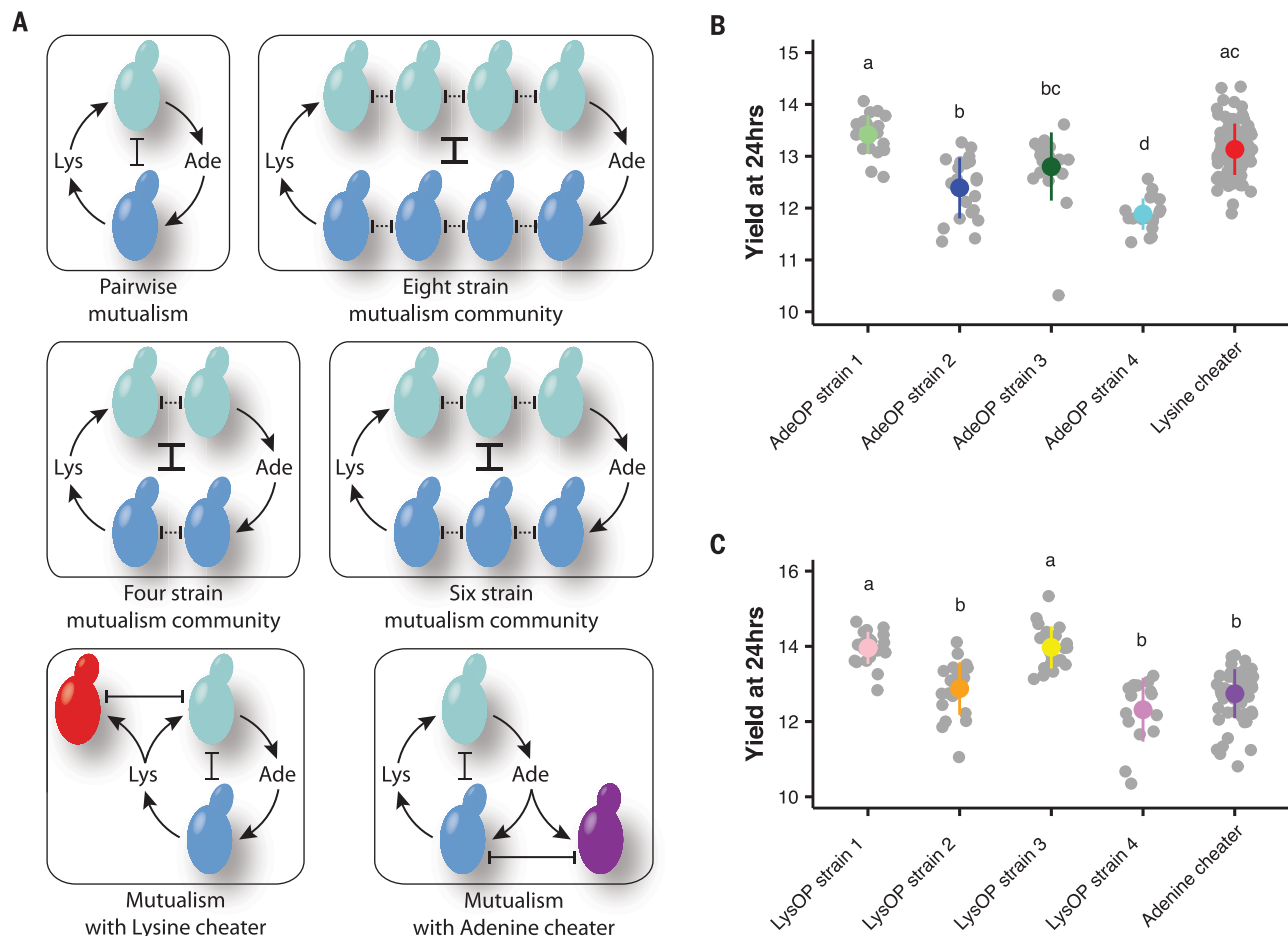 A
Lys
Ade
Pairwise
mutualism
Lys
Ade
Eight strain
mutualism community
Lys
Ade
Four strain
mutualism community
Lys
Ade
Six strain
mutualism community
Lys
Ade
Mutualism
with Lysine cheater
Lys
Ade
Mutualism
with Adenine cheater
B
Yield at 24hrs
15
14
13
12
11
10
a
b
bc
d
ac
AdeOP strain 1
AdeOP strain 2
AdeOP strain 3
AdeOP strain 4
Lysine cheater
C
Yield at 24hrs
16
14
12
10
a
b
a
b
b
LysOP strain 1
LysOP strain 2
LysOP strain 3
LysOP strain 4
Adenine cheater